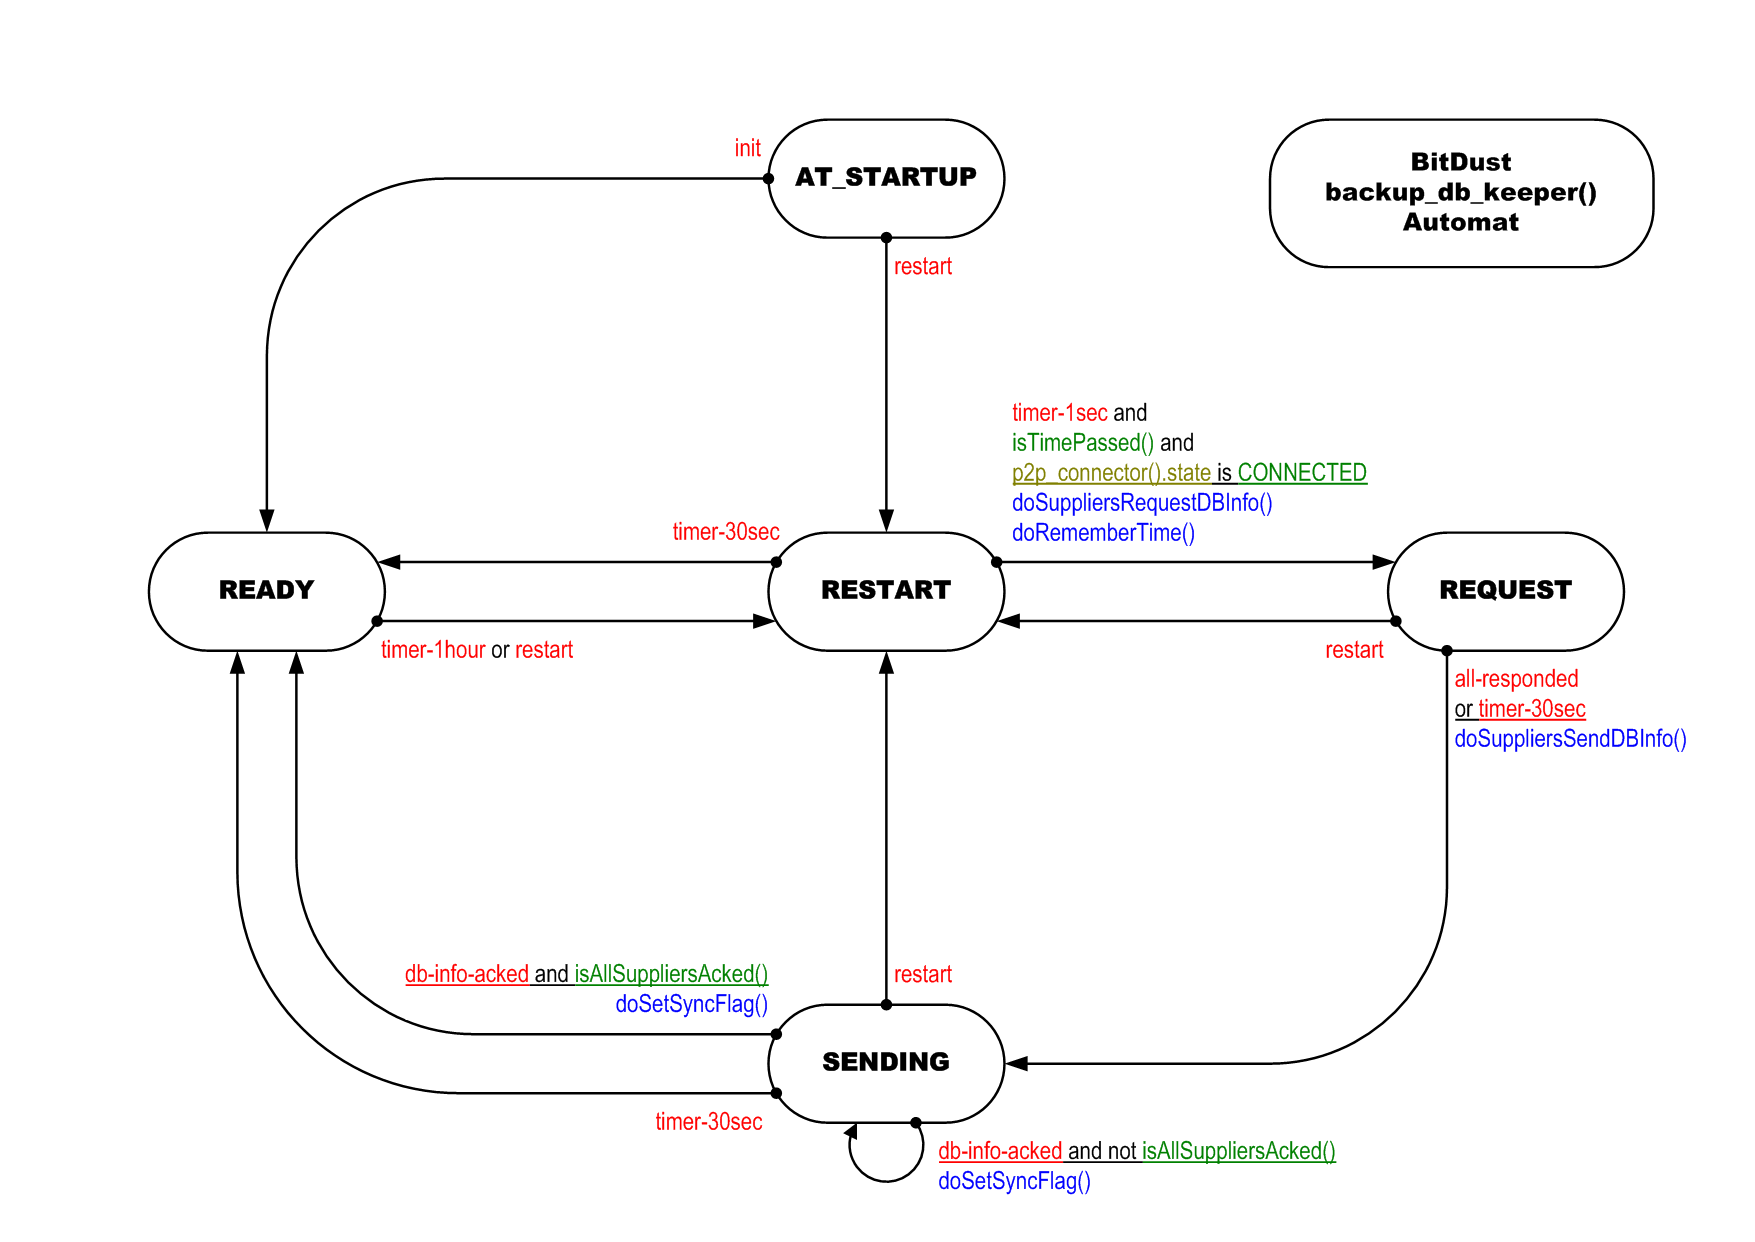 init
AT_STARTUP
BitDust
backup_db_keeper()
Automat
restart
timer-1sec and
isTimePassed() and
p2p_connector().state is CONNECTED
doSuppliersRequestDBInfo()
doRememberTime()
timer-30sec
READY
RESTART
REQUEST
timer-1hour or restart
restart
all-responded
or timer-30sec
doSuppliersSendDBInfo()
db-info-acked and isAllSuppliersAcked()
doSetSyncFlag()
restart
SENDING
timer-30sec
db-info-acked and not isAllSuppliersAcked()
doSetSyncFlag()